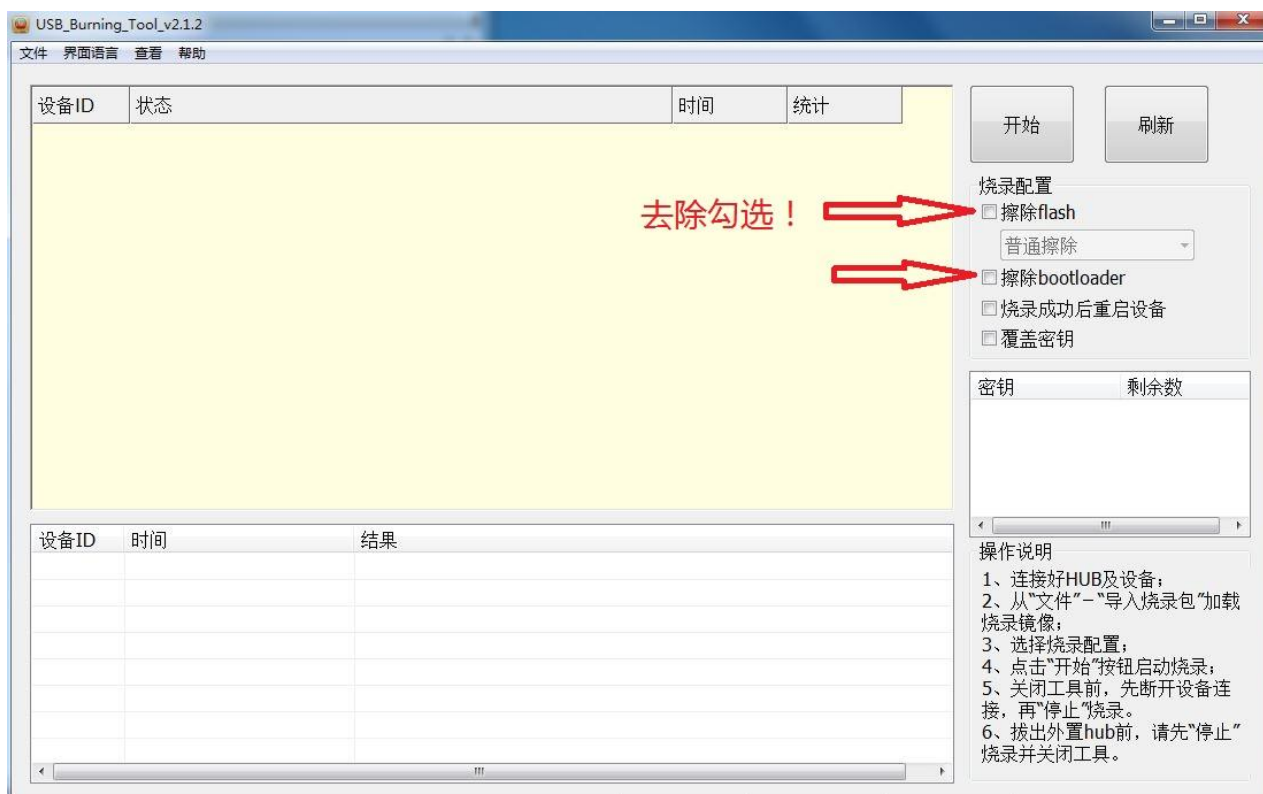 USB_Burning_Tool_v2.1.2
文件 界面语言 查看 帮助
设备ID 状态 时间 统计
开始 刷新
烧录配置
去除勾选！
擦除flash
普通擦除
擦除bootloader
烧录成功后重启设备
覆盖密钥
密钥 剩余数
设备ID 时间 结果
操作说明
1、连接好HUB及设备；
2、从“文件”－“导入烧录包”加载
烧录镜像；
3、选择烧录配置；
4、点击“开始”按钮启动烧录；
5、关闭工具前，先断开设备连
接，再“停止”烧录。
6、拔出外置hub前，请先“停止”
烧录并关闭工具。